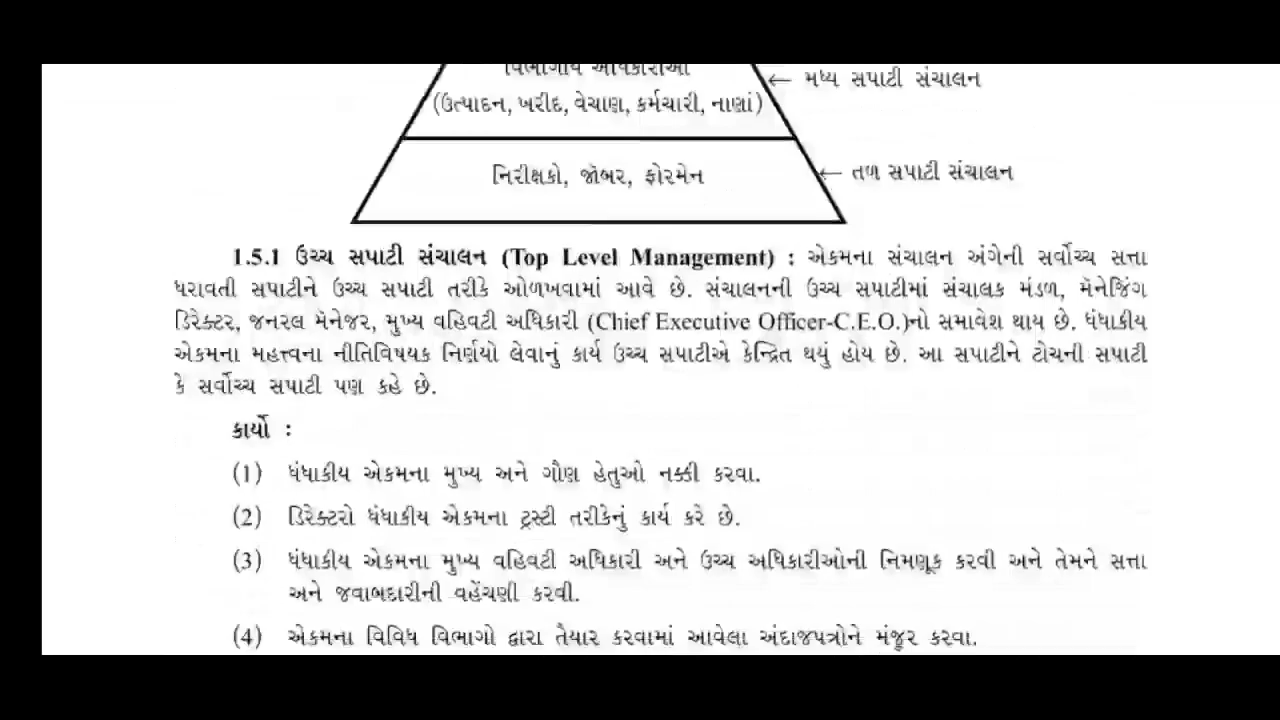 વિભાગીય અધિકારીઓ
← મધ્ય સપાટી સંચાલન
(ઉત્પાદન, ખરીદ, વેચાણ, કર્મચારી, નાણાં)
નિરીક્ષકો, જૉબર, ફોરમેન
← તળ સપાટી સંચાલન
1.5.1 ઉચ્ચ સપાટી સંચાલન (Top Level Management) : એકમના સંચાલન અંગેની સર્વોચ્ચ સત્તા
ધરાવતી સપાટીને ઉચ્ચ સપાટી તરીકે ઓળખવામાં આવે છે. સંચાલનની ઉચ્ચ સપાટીમાં સંચાલક મંડળ, મૅનેજિંગ
ડિરેક્ટર, જનરલ મૅનેજર, મુખ્ય વહિવટી અધિકારી (Chief Executive Officer-C.E.O.)નો સમાવેશ થાય છે. ધંધાકીય
એકમના મહત્ત્વના નીતિવિષયક નિર્ણયો લેવાનું કાર્ય ઉચ્ચ સપાટીએ કેન્દ્રિત થયું હોય છે. આ સપાટીને ટોચની સપાટી
કે સર્વોચ્ચ સપાટી પણ કહે છે.
કાર્યો :
(1) ધંધાકીય એકમના મુખ્ય અને ગૌણ હેતુઓ નક્કી કરવા.
(2) ડિરેક્ટરો ધંધાકીય એકમના ટ્રસ્ટી તરીકેનું કાર્ય કરે છે.
(3) ધંધાકીય એકમના મુખ્ય વહિવટી અધિકારી અને ઉચ્ચ અધિકારીઓની નિમણૂક કરવી અને તેમને સત્તા
અને જવાબદારીની વહેંચણી કરવી.
(4) એકમના વિવિધ વિભાગો દ્વારા તૈયાર કરવામાં આવેલા અંદાજપત્રોને મંજૂર કરવા.